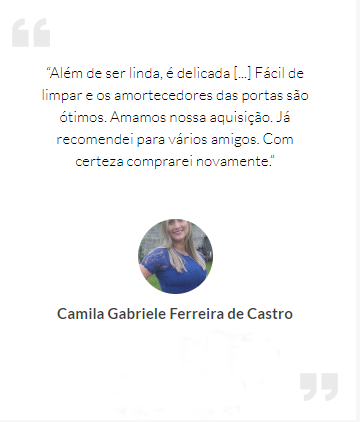 “Além de ser linda, é delicada [...] Fácil de
limpar e os amortecedores das portas são
ótimos. Amamos nossa aquisição. Já
recomendei para vários amigos. Com
certeza comprarei novamente.”
Camila Gabriele Ferreira de Castro